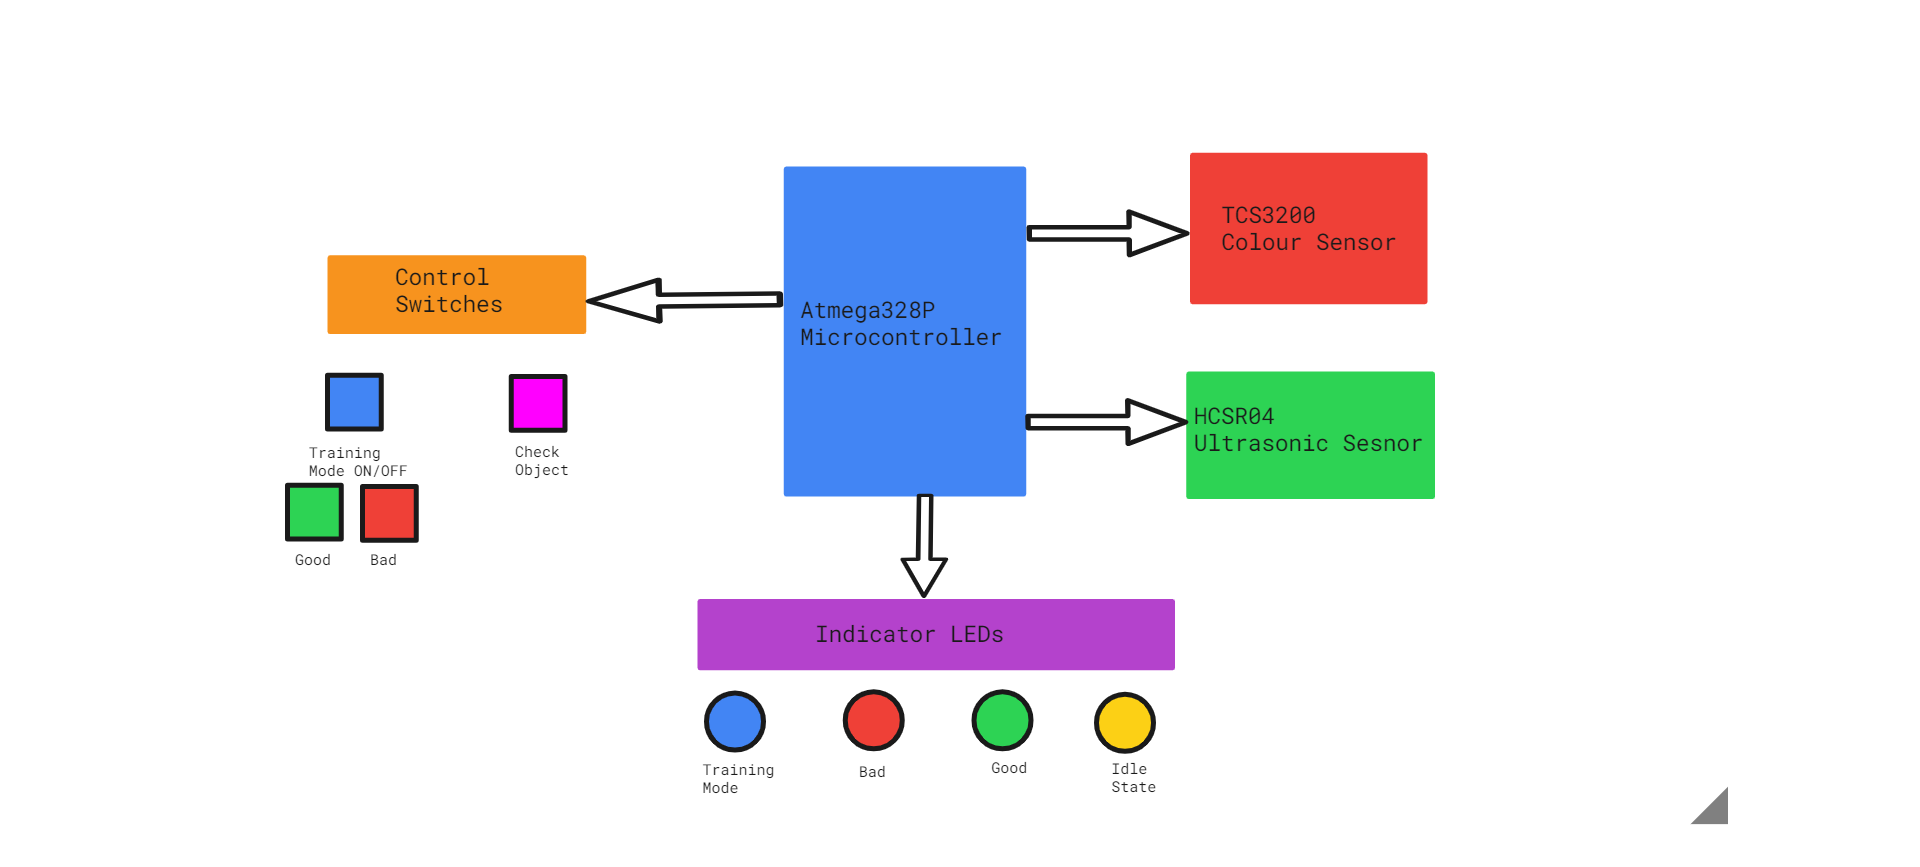 TCS3200
Colour Sensor
Control
Switches
Atmega328P
Microcontroller
HCSR04
Ultrasonic Sesnor
Training
Mode ON/OFF
Check
Object
Good
Bad
Indicator LEDs
Training
Mode
Bad
Good
Idle
State